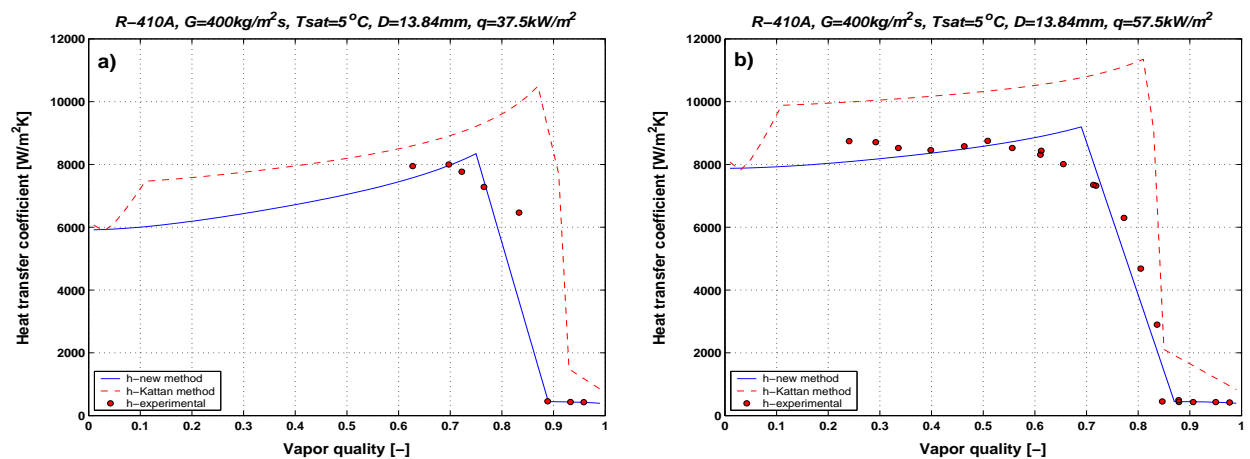 R-410A, G=400kg/m²s, Tsat=5°C, D=13.84mm, q=37.5kW/m²
a)
12000
10000
8000
6000
4000
2000
0
Heat transfer coefficient [W/m²K]
h-new method
h-Kattan method
h-experimental
0 0.1 0.2 0.3 0.4 0.5 0.6 0.7 0.8 0.9 1
Vapor quality [-]
R-410A, G=400kg/m²s, Tsat=5°C, D=13.84mm, q=57.5kW/m²
b)
12000
10000
8000
6000
4000
2000
0
Heat transfer coefficient [W/m²K]
h-new method
h-Kattan method
h-experimental
0 0.1 0.2 0.3 0.4 0.5 0.6 0.7 0.8 0.9 1
Vapor quality [-]